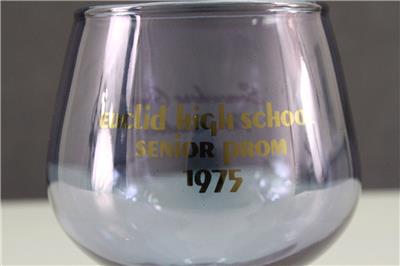 euclid high school
senior prom
1975